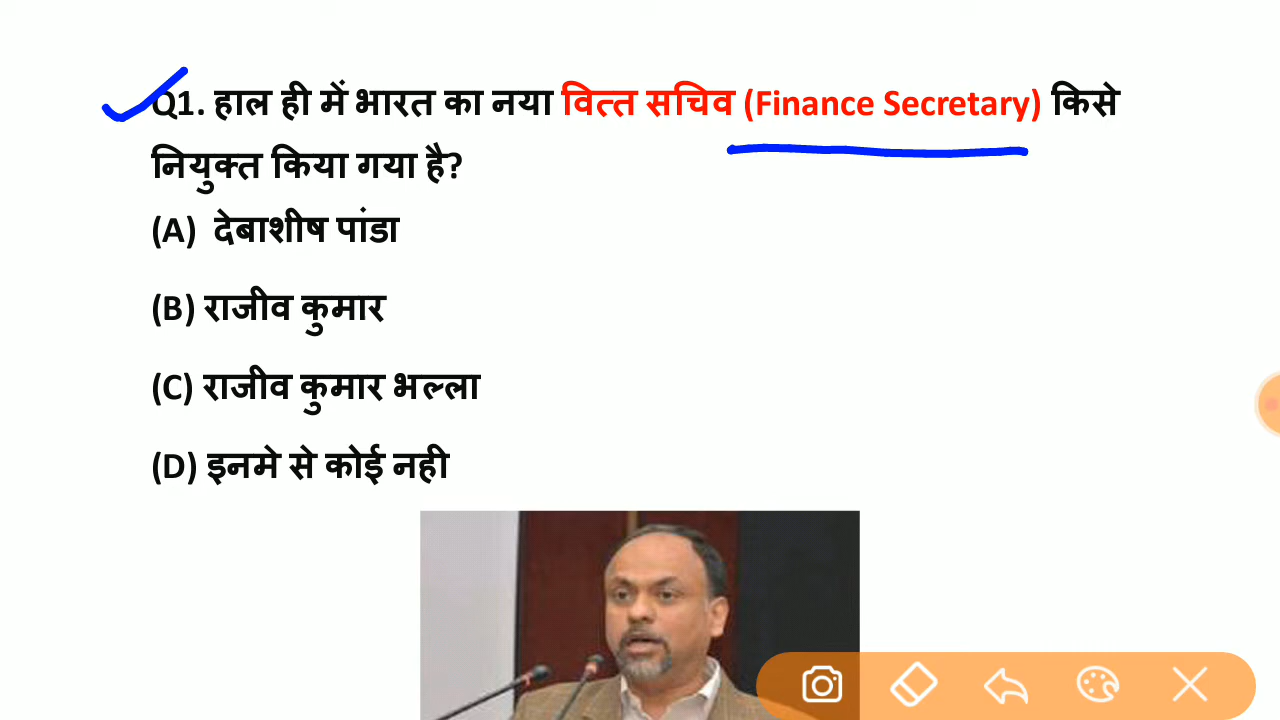 Q1. हाल ही में भारत का नया वित्त सचिव (Finance Secretary) किसे
नियुक्त किया गया है?
(A) देबाशीष पांडा
(B) राजीव कुमार
(C) राजीव कुमार भल्ला
(D) इनमे से कोई नही